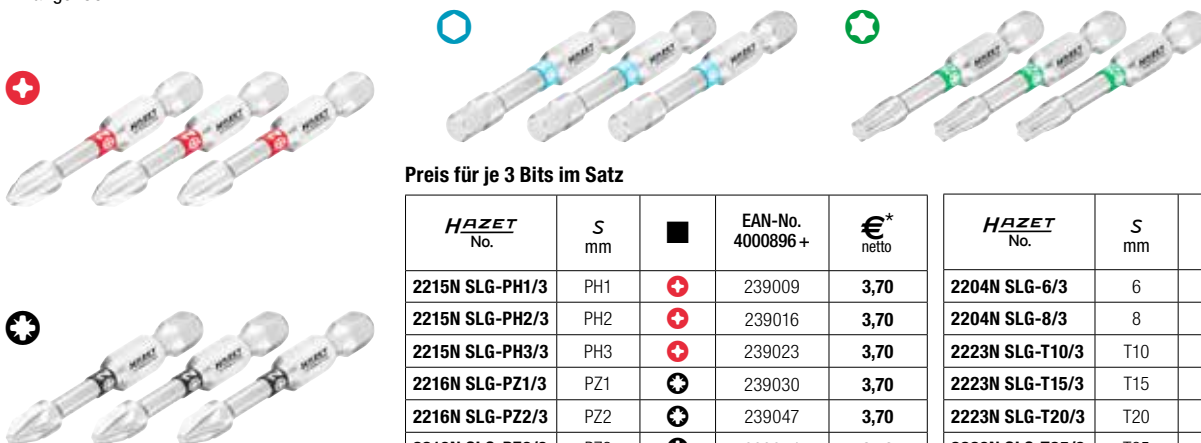 Preis für je 3 Bits im Satz
HAZET No. S mm ■ EAN-No. 4000896 + €* netto
2215N SLG-PH1/3 PH1 239009 3,70
2215N SLG-PH2/3 PH2 239016 3,70
2215N SLG-PH3/3 PH3 239023 3,70
2216N SLG-PZ1/3 PZ1 239030 3,70
2216N SLG-PZ2/3 PZ2 239047 3,70
HAZET No. S mm
2204N SLG-6/3 6
2204N SLG-8/3 8
2223N SLG-T10/3 T10
2223N SLG-T15/3 T15
2223N SLG-T20/3 T20